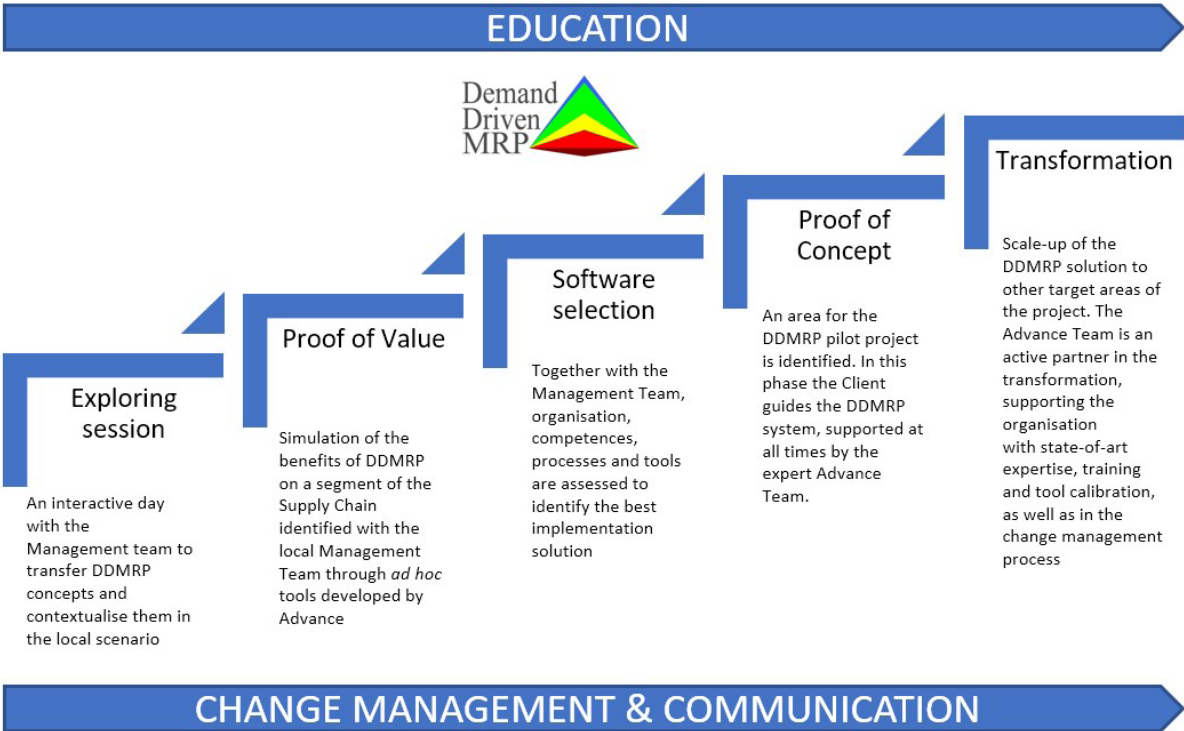 EDUCATION
Demand
Driven
MRP
Exploring
session
An interactive day
with the
Management team to
transfer DDMRP
concepts and
contextualise them in
the local scenario
Proof of Value
Simulation of the
benefits of DDMRP
on a segment of the
Supply Chain
identified with the
local Management
Team through ad hoc
tools developed by
Advance
Software
selection
Together with the
Management Team,
organisation,
competences,
processes and tools
are assessed to
identify the best
implementation
solution
Proof of
Concept
An area for the
DDMRP pilot project
is identified. In this
phase the Client
guides the DDMRP
system, supported at
all times by the
expert Advance
Team.
Transformation
Scale-up of the
DDMRP solution to
other target areas of
the project. The
Advance Team is an
active partner in the
transformation,
supporting the
organisation
with state-of-art
expertise, training
and tool calibration,
as well as in the
change management
process
CHANGE MANAGEMENT & COMMUNICATION